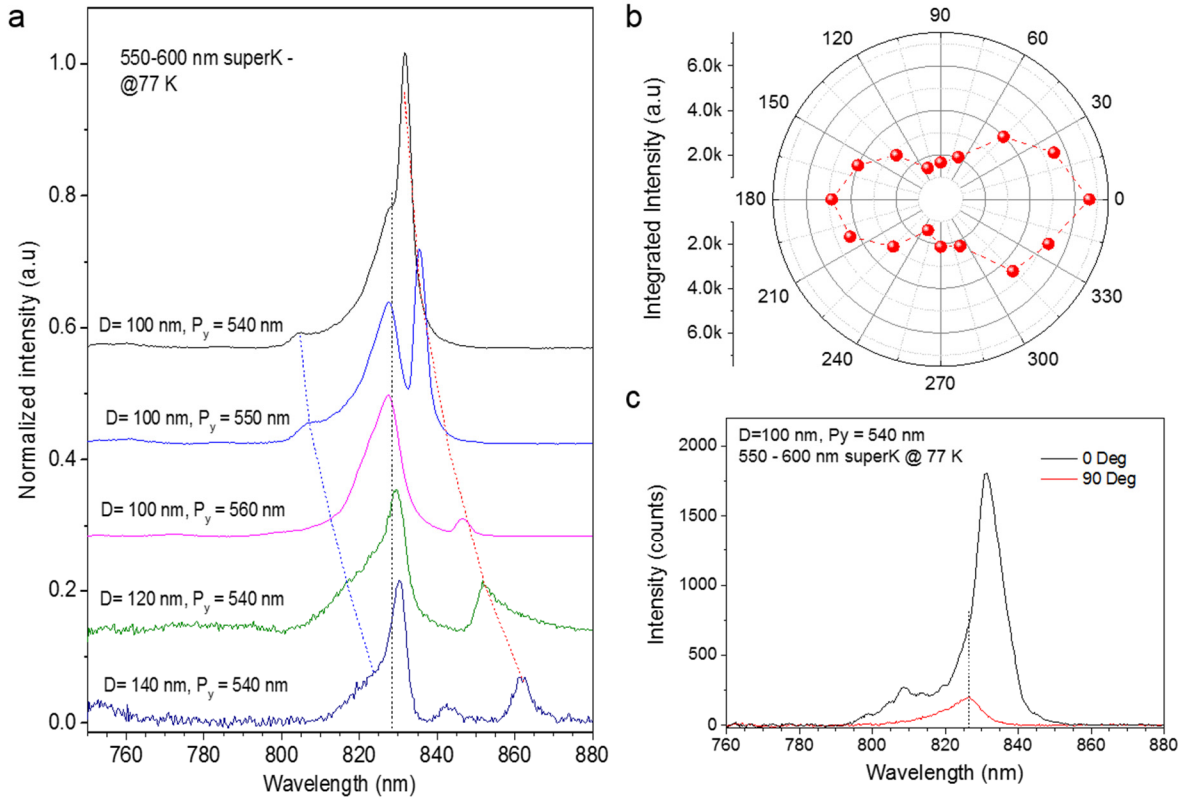 a
550-600 nm superK -
@77 K
1.0
0.8
0.6
0.4
0.2
0.0
Normalized intensity (a.u)
D= 100 nm, Py = 540 nm
D= 100 nm, Py = 550 nm
D= 100 nm, Py = 560 nm
D= 120 nm, Py = 540 nm
D= 140 nm, Py = 540 nm
760 780 800 820 840 860 880
Wavelength (nm)
b
Integrated Intensity (a.u)
6.0k
4.0k
2.0k
2.0k
4.0k
6.0k
0
30
60
90
120
150
180
210
240
270
300
330
c
D=100 nm, Py = 540 nm
550 - 600 nm superK @ 77 K
0 Deg
90 Deg
2000
1500
1000
500
0
Intensity (counts)
760 780 800 820 840 860 880
Wavelength (nm)